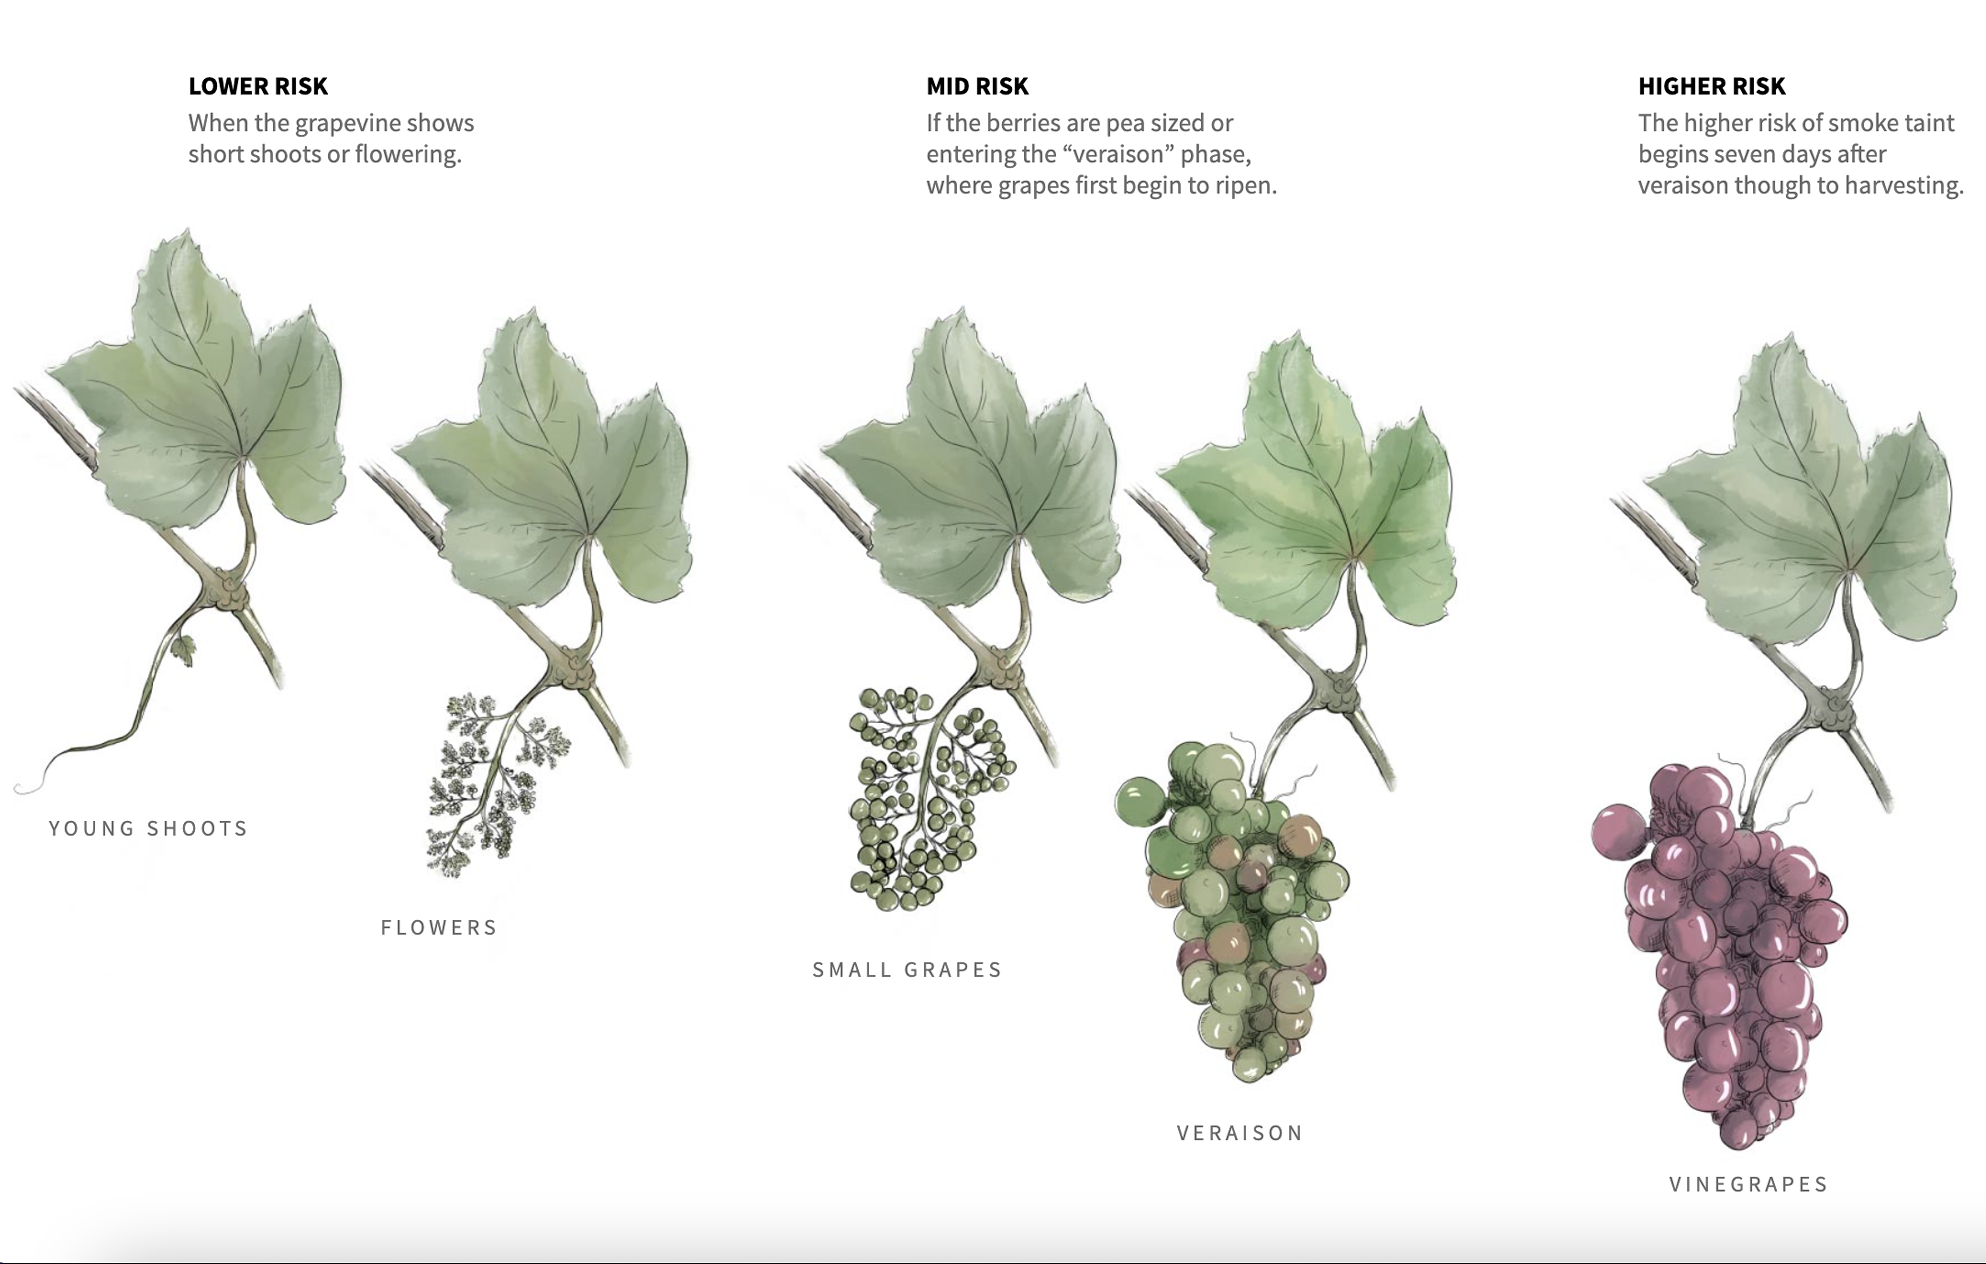 LOWER RISK
When the grapevine shows
short shoots or flowering.
MID RISK
If the berries are pea sized or
entering the “veraison” phase,
where grapes first begin to ripen.
HIGHER RISK
The higher risk of smoke taint
begins seven days after
veraison though to harvesting.
YOUNG SHOOTS
FLOWERS
SMALL GRAPES
VERAISON
VINEGRAPES